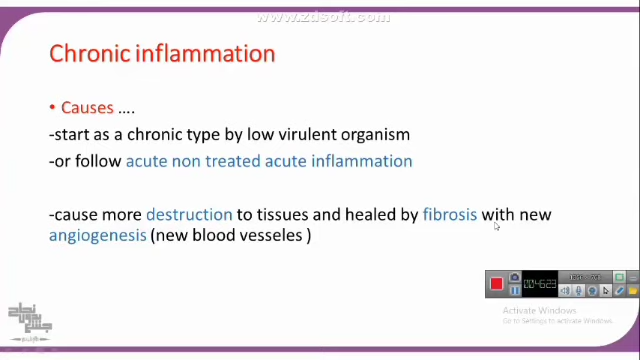 www.zdsoft.com
Chronic inflammation
• Causes ....
-start as a chronic type by low virulent organism
-or follow acute non treated acute inflammation
-cause more destruction to tissues and healed by fibrosis with new
angiogenesis (new blood vesseles )
Activate Windows
Go to Settings to activate Windows.